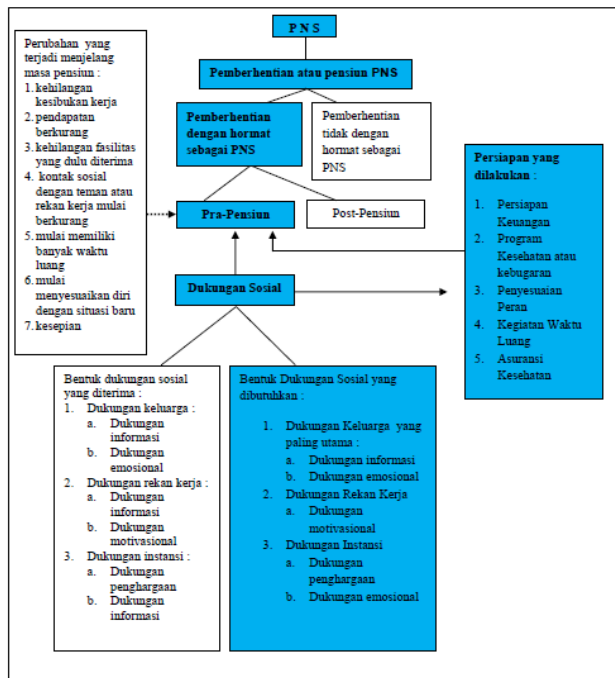 P N S
Pemberhentian atau pensiun PNS
Pemberhentian
dengan hormat
sebagai PNS
Pemberhentian
tidak dengan
hormat sebagai
PNS
Pra-Pensiun
Post-Pensiun
Dukungan Sosial
Perubahan yang
terjadi menjelang
masa pensiun :
1. kehilangan
kesibukan kerja
2. pendapatan
berkurang
3. kehilangan fasilitas
yang dulu diterima
4. kontak sosial
dengan teman atau
rekan kerja mulai
berkurang
5. mulai memiliki
banyak waktu
luang
6. mulai
menyesuaikan diri
dengan situasi baru
7. kesepian
Persiapan yang
dilakukan :
1. Persiapan
Keuangan
2. Program
Kesehatan atau
kebugaran
3. Penyesuaian
Peran
4. Kegiatan Waktu
Luang
5. Asuransi
Kesehatan
Bentuk dukungan sosial
yang diterima :
1. Dukungan keluarga :
a. Dukungan
informasi
b. Dukungan
emosional
2. Dukungan rekan kerja :
a. Dukungan
informasi
b. Dukungan
motivasional
3. Dukungan instansi :
a. Dukungan
penghargaan
b. Dukungan
informasi
Bentuk Dukungan Sosial yang
dibutuhkan :
1. Dukungan Keluarga yang
paling utama :
a. Dukungan informasi
b. Dukungan emosional
2. Dukungan Rekan Kerja
a. Dukungan
motivasional
3. Dukungan Instansi
a. Dukungan
penghargaan
b. Dukungan emosional